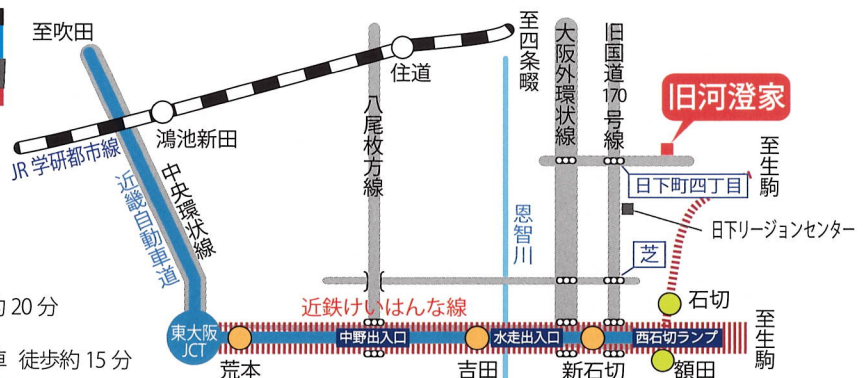 至吹田
住道
至四条畷
大阪外環状線
旧国道170号線
旧河澄家
鴻池新田
JR学研都市線
八尾枚方線
至生駒
中央環状線
近畿自動車道
恩智川
日下町四丁目
日下リージョンセンター
芝
約20分
近鉄けいはんな線
石切
東大阪
JCT
中野出入口
水走出入口
西石切ランプ
至生駒
車 徒歩約15分
荒本
吉田
新石切
額田